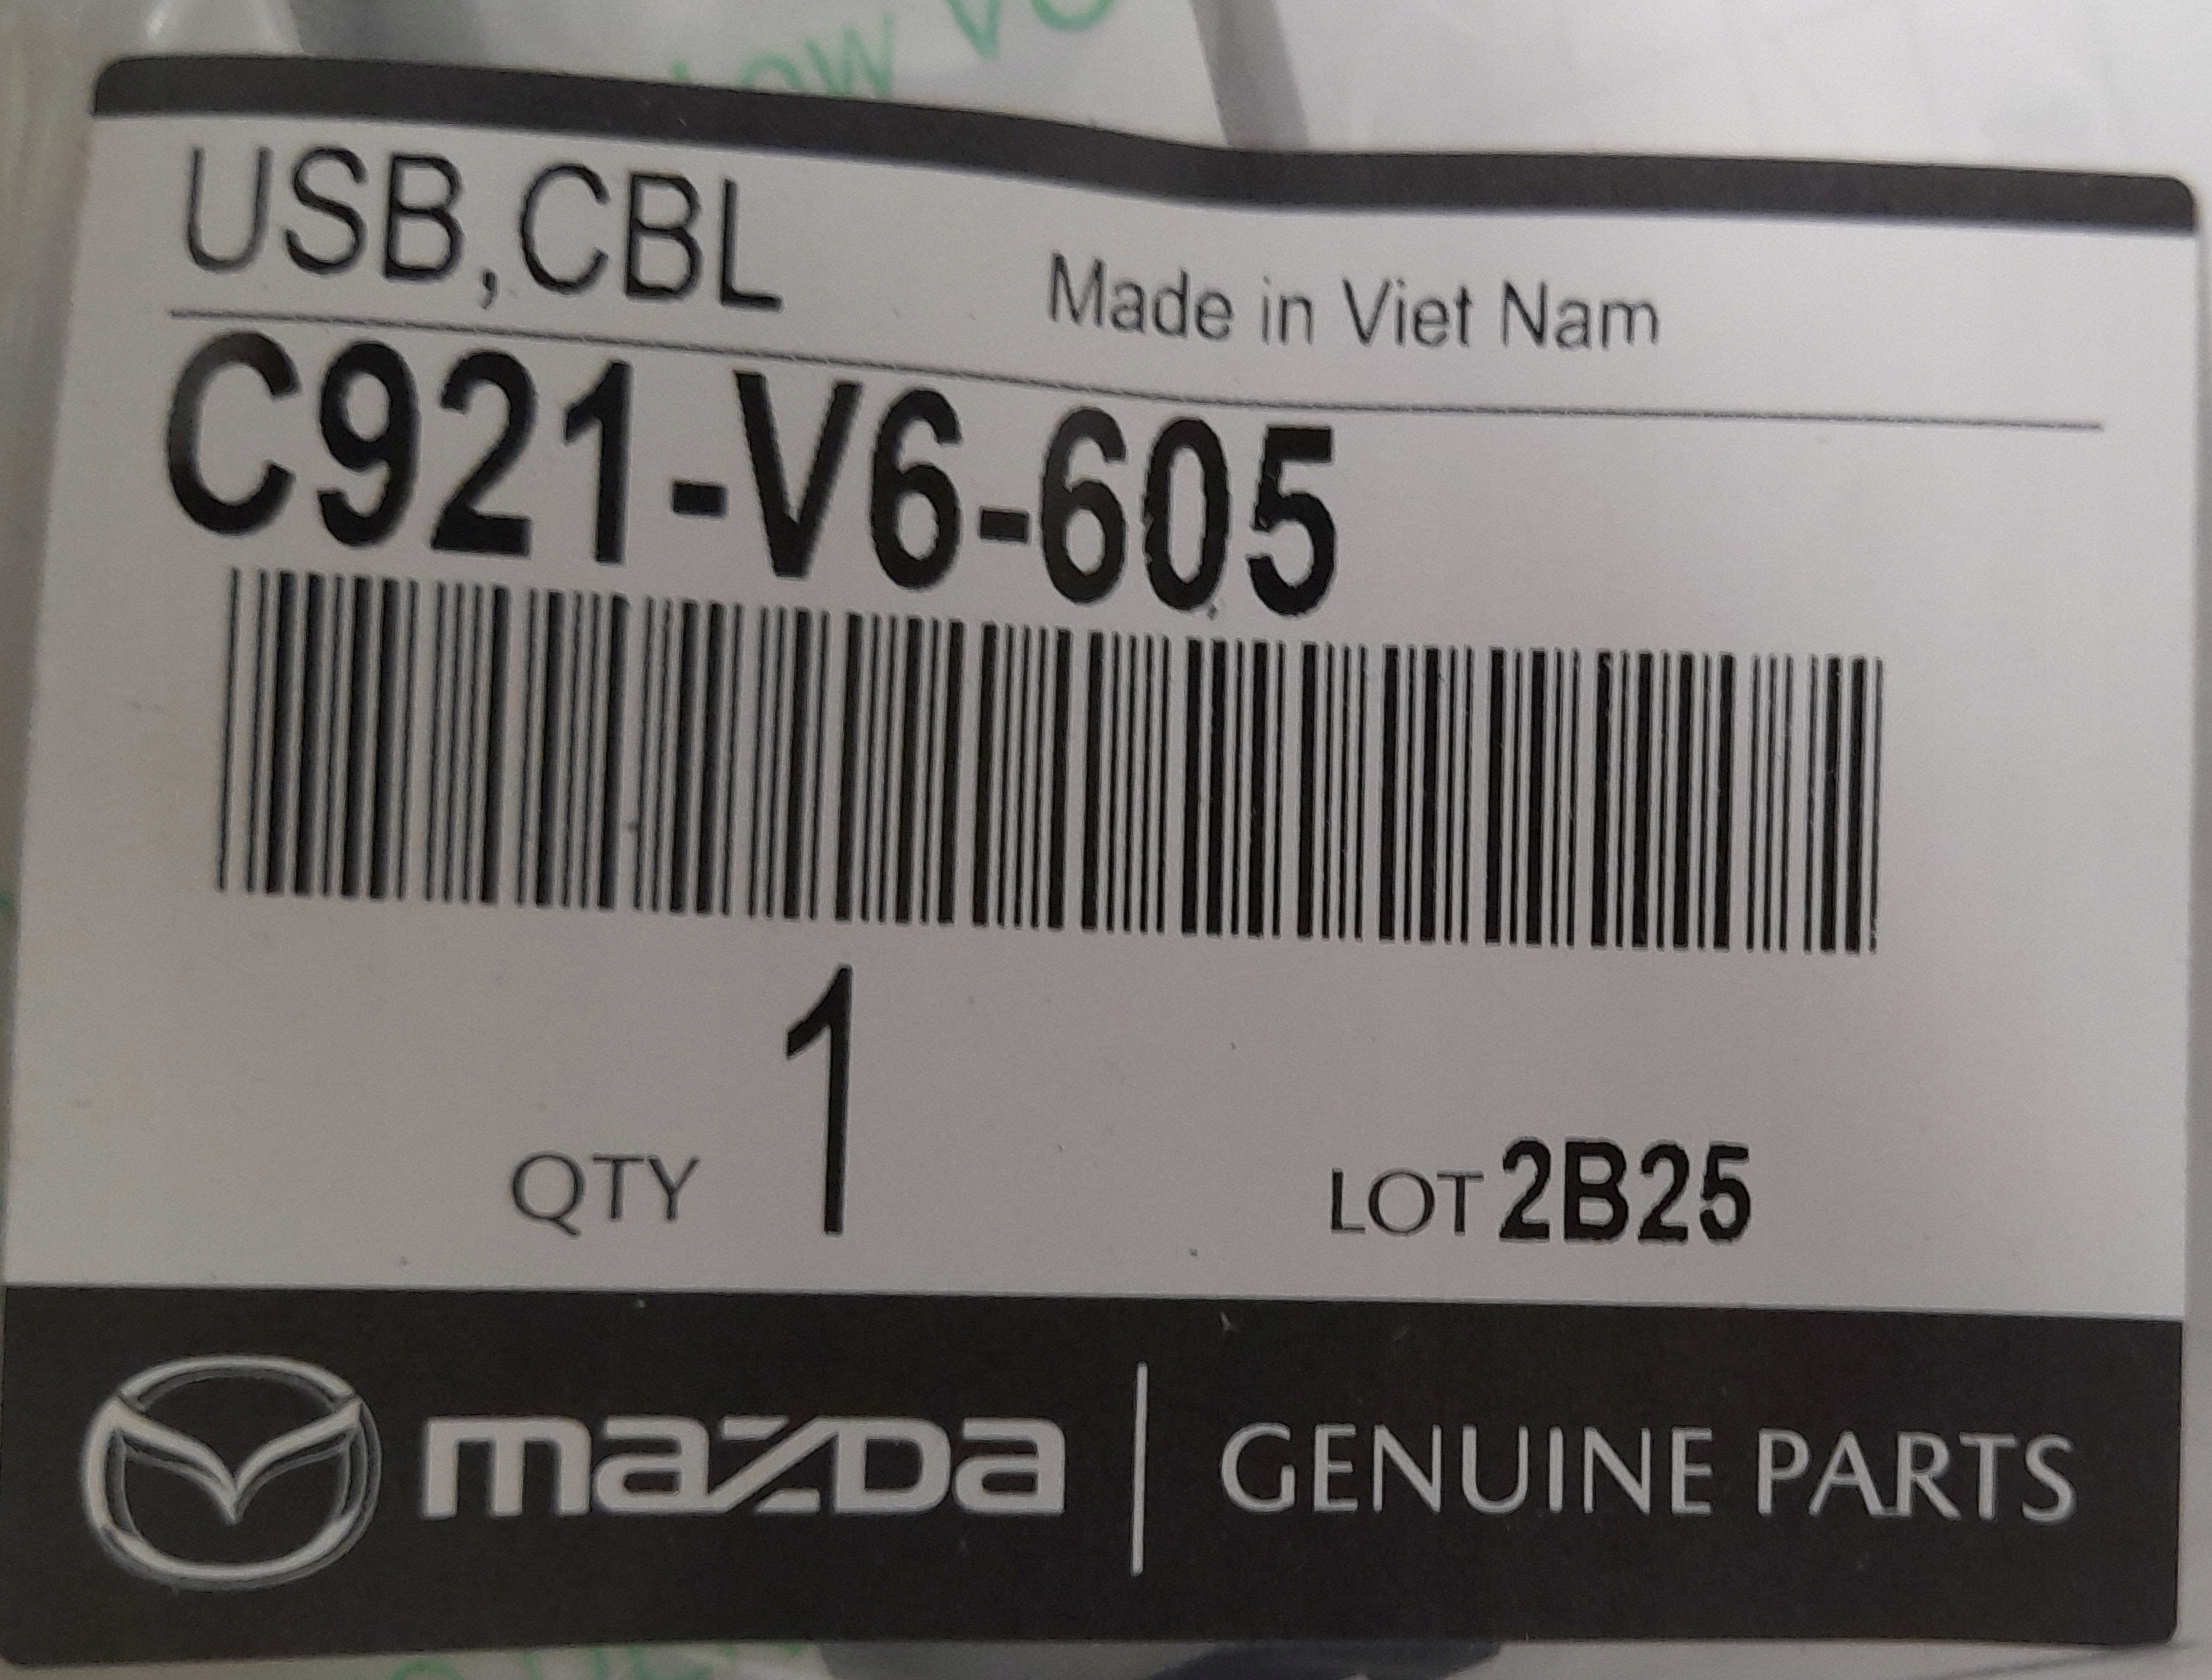 USB,CBL
Made in Viet Nam
C921-V6-605
QTY 1
LOT 2B25
mazda | GENUINE PARTS